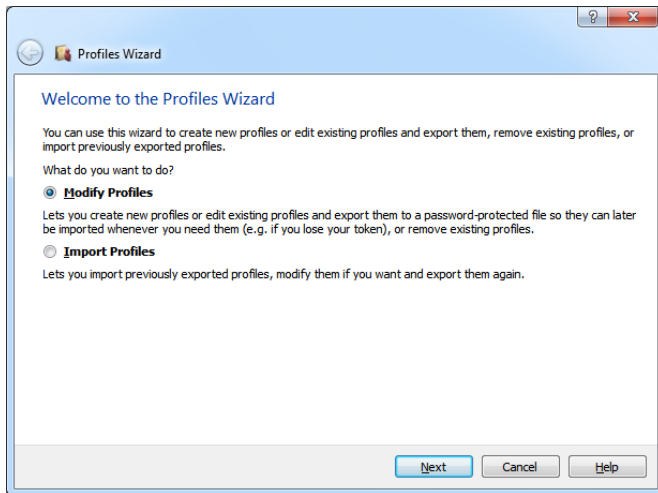 ?
Profiles Wizard
Welcome to the Profiles Wizard
You can use this wizard to create new profiles or edit existing profiles and export them, remove existing profiles, or
import previously exported profiles.
What do you want to do?
Modify Profiles
Lets you create new profiles or edit existing profiles and export them to a password-protected file so they can later
be imported whenever you need them (e.g. if you lose your token), or remove existing profiles.
Import Profiles
Lets you import previously exported profiles, modify them if you want and export them again.
Next Cancel Help